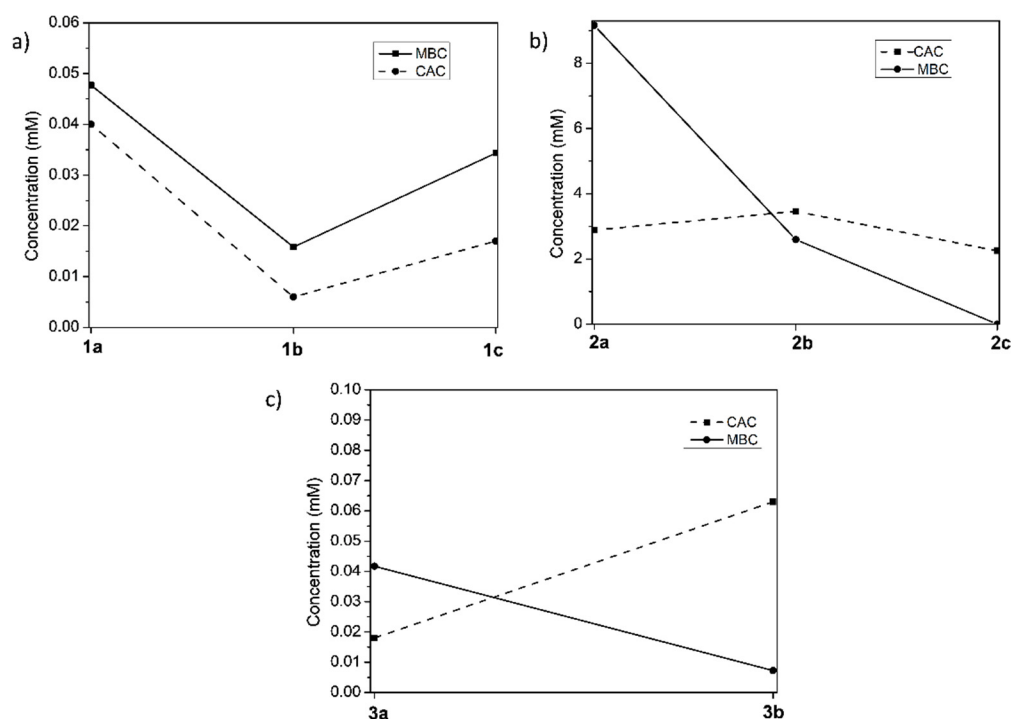 a)
Concentration (mM)
0.06
0.05
0.04
0.03
0.02
0.01
0.00
MBC
CAC
1a 1b 1c
b)
Concentration (mM)
8
6
4
2
0
CAC
MBC
2a 2b 2c
c)
Concentration (mM)
0.10
0.09
0.08
0.07
0.06
0.05
0.04
0.03
0.02
0.01
0.00
CAC
MBC
3a 3b